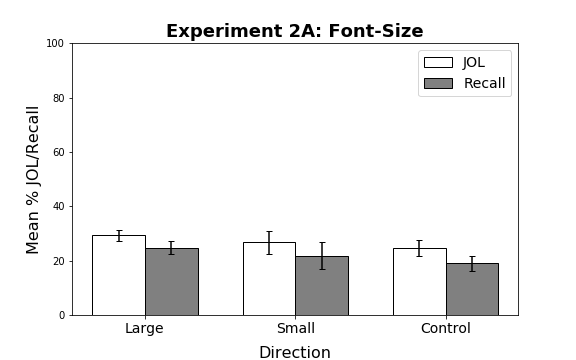 Experiment 2A: Font-Size
100
80
60
40
20
0
Mean % JOL/Recall
JOL
Recall
Large
Small
Control
Direction